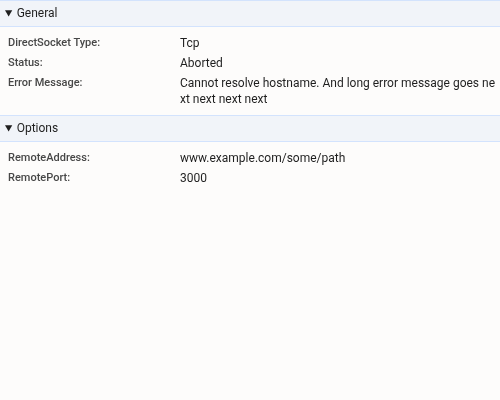 General
DirectSocket Type: Tcp
Status: Aborted
Error Message: Cannot resolve hostname. And long error message goes ne
xt next next next
Options
RemoteAddress: www.example.com/some/path
RemotePort: 3000